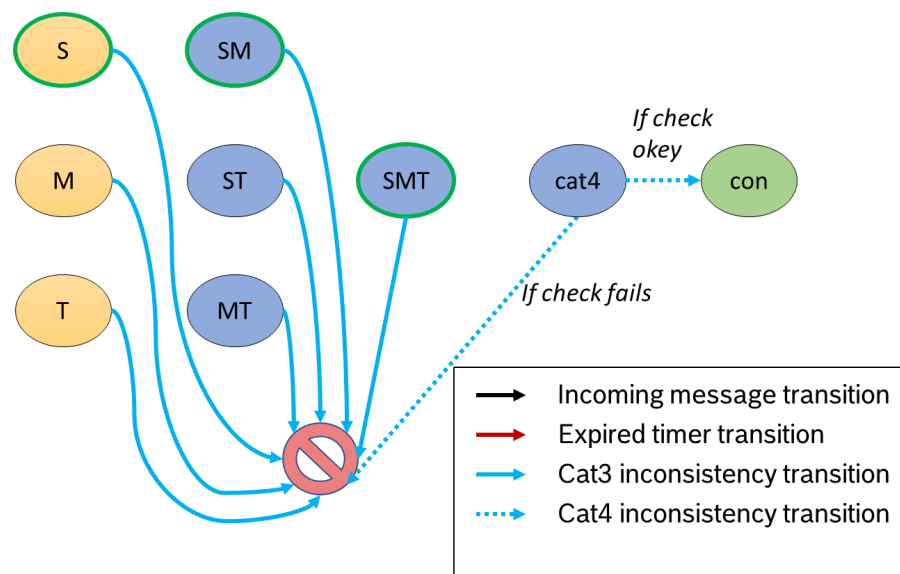 S
SM
If check
okey
M
ST
SMT
cat4
con
T
MT
If check fails
Incoming message transition
Expired timer transition
Cat3 inconsistency transition
Cat4 inconsistency transition